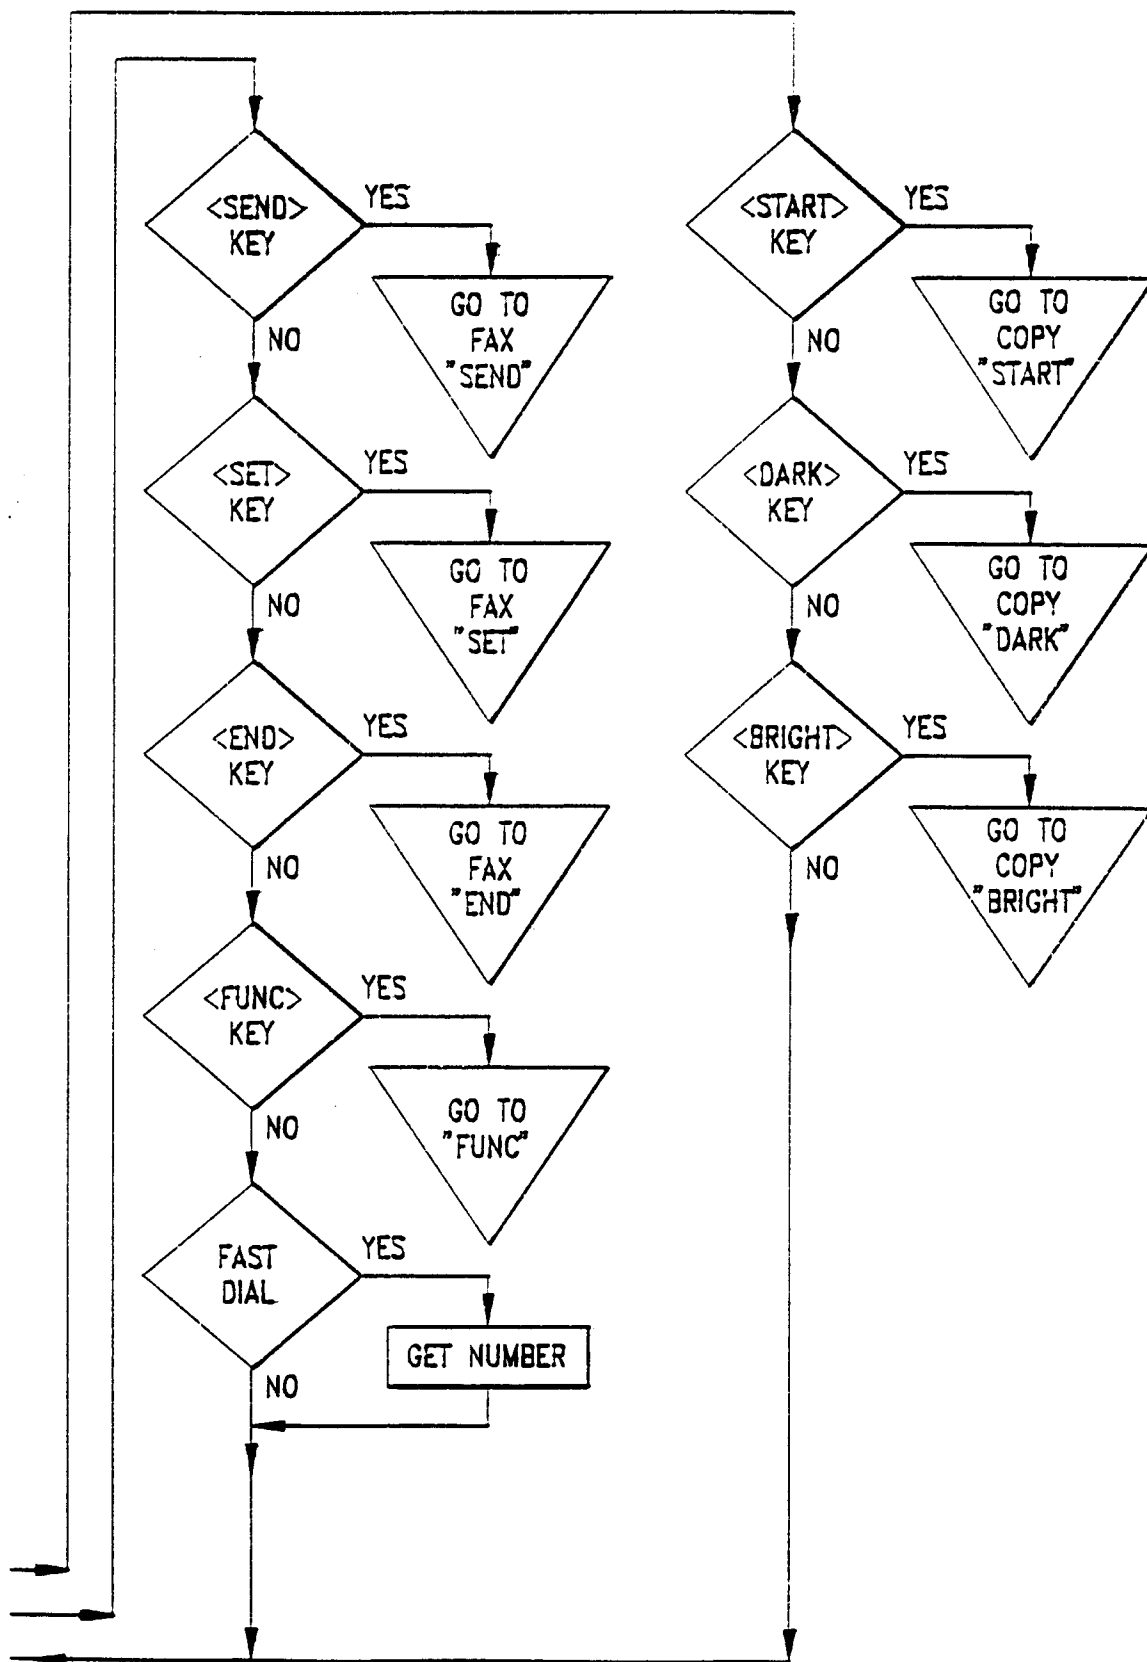 <SEND>
KEY
YES
NO
GO TO
FAX
"SEND"
<SET>
KEY
YES
NO
GO TO
FAX
"SET"
<END>
KEY
YES
NO
GO TO
FAX
"END"
<FUNC>
KEY
YES
NO
GO TO
"FUNC"
FAST
DIAL
YES
NO
GET NUMBER
<START>
KEY
YES
NO
GO TO
COPY
"START"
<DARK>
KEY
YES
NO
GO TO
COPY
"DARK"
<BRIGHT>
KEY
YES
NO
GO TO
COPY
"BRIGHT"